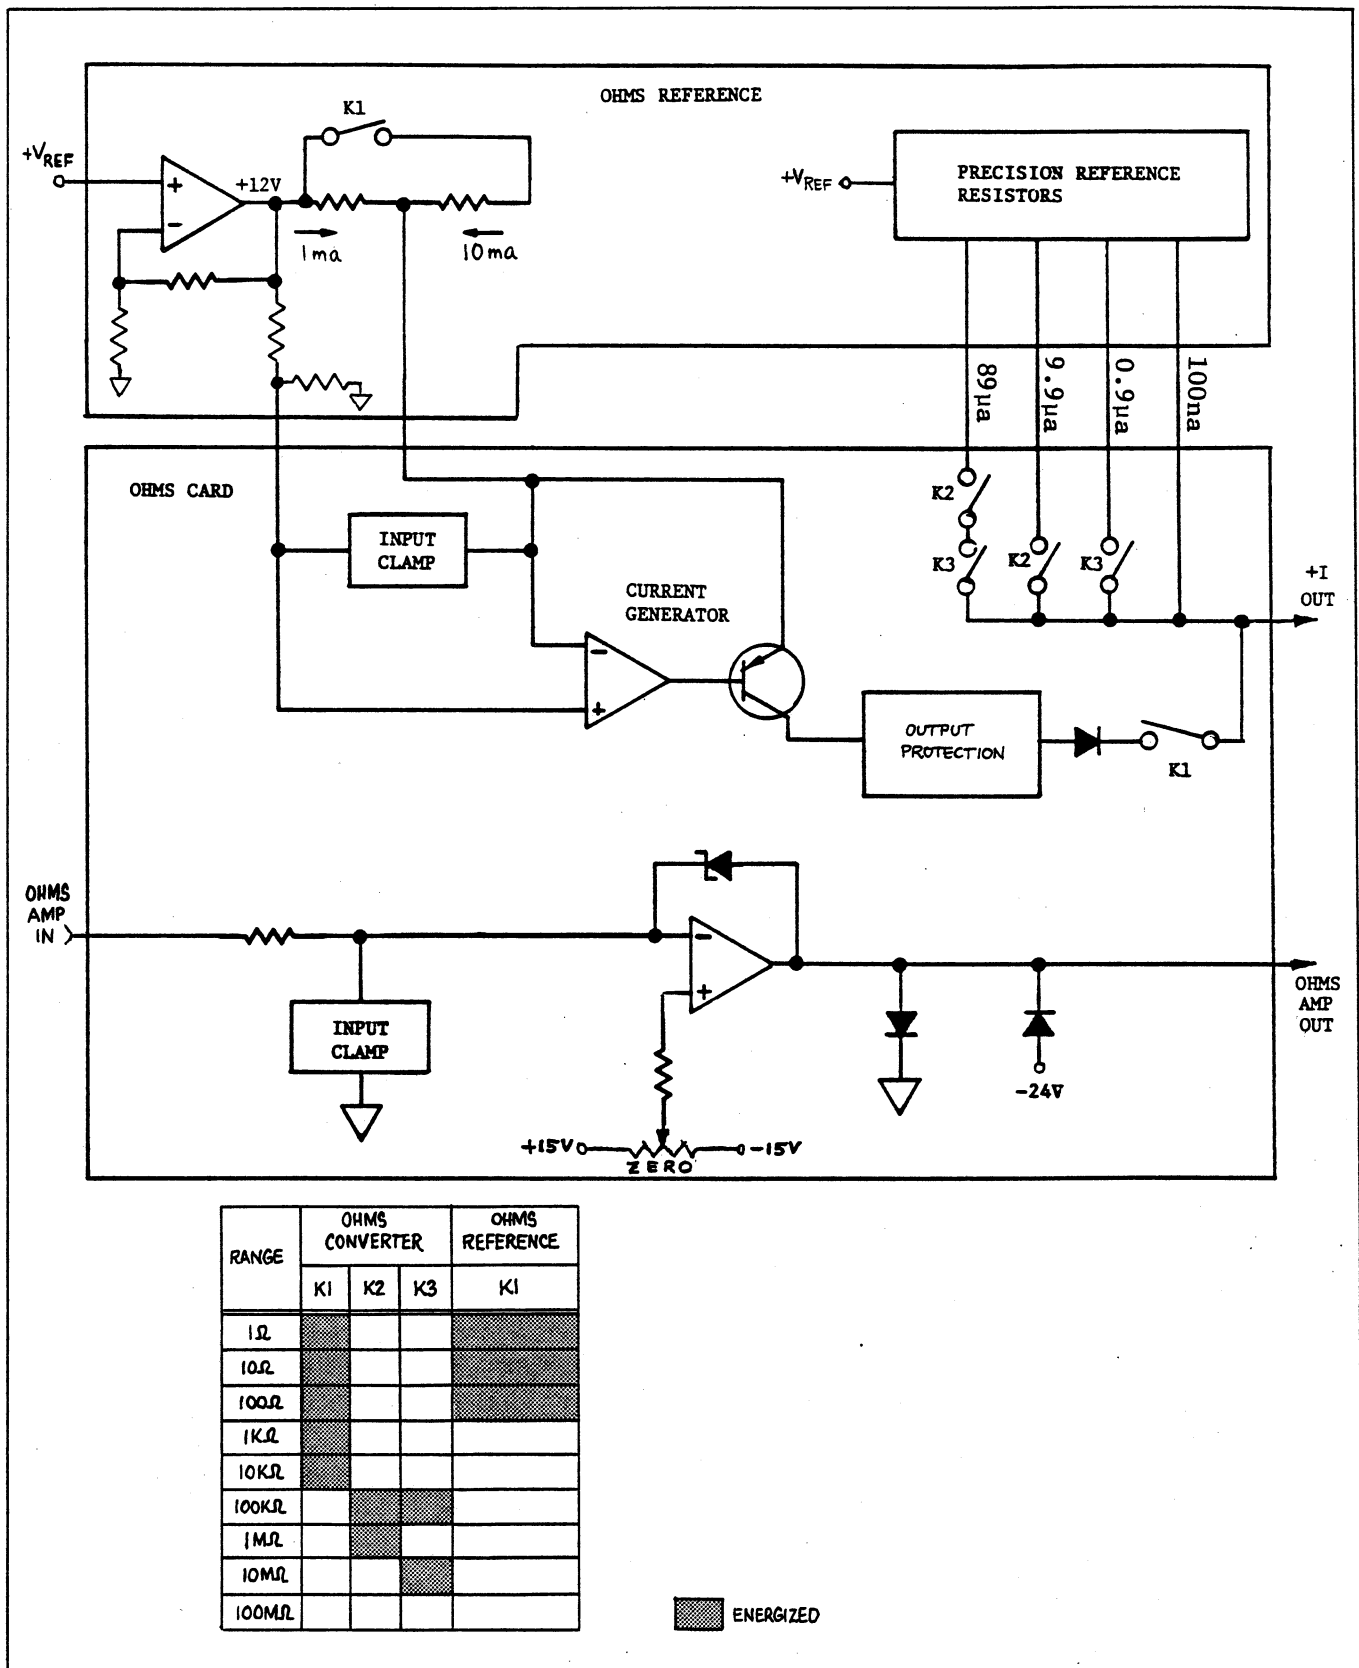 OHMS REFERENCE
K1
+VREF
+
−
+12V
1ma
10ma
+VREF
PRECISION REFERENCE
RESISTORS
89µa
9.9µa
0.9µa
100na
OHMS CARD
INPUT
CLAMP
CURRENT
GENERATOR
−
+
K2
K3
K2
K3
+I
OUT
OUTPUT
PROTECTION
K1
OHMS
AMP
IN
INPUT
CLAMP
−
+
+15V
ZERO
-15V
-24V
OHMS
AMP
OUT
RANGE
OHMS
CONVERTER
OHMS
REFERENCE
K1 K2 K3 K1
1Ω
10Ω
100Ω
1KΩ
10KΩ
100KΩ
1MΩ
10MΩ
100MΩ
ENERGIZED